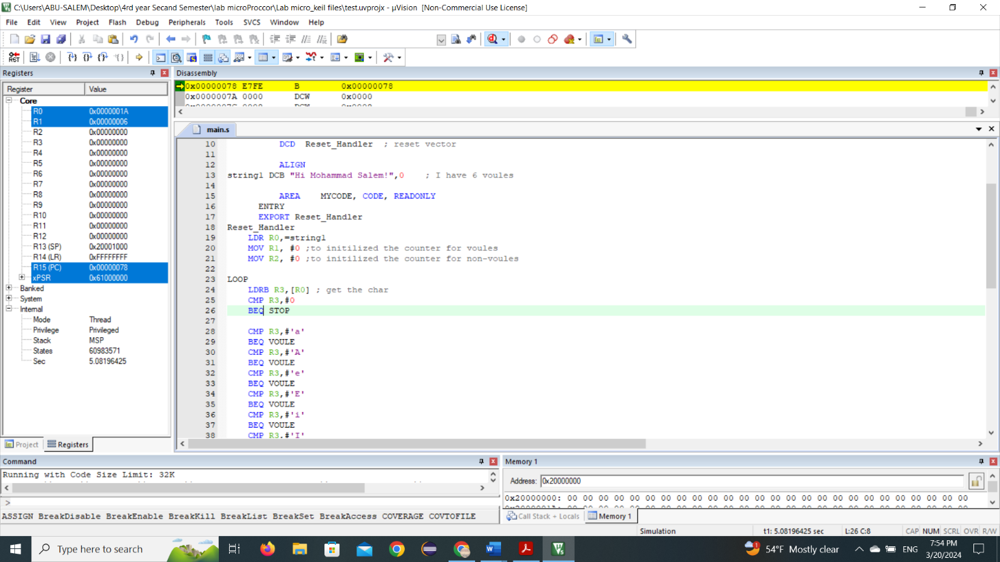 C:\Users\ABU-SALEM\Desktop\4rd year Secand Semester\lab microProccor\Lab micro_keil files\test.uvprojx - µVision [Non-Commercial Use License]
File Edit View Project Flash Debug Peripherals Tools SVCS Window Help
Registers
Register Value
Core
R0 0x0000001A
R1 0x00000006
R2 0x00000000
R3 0x00000000
R4 0x00000000
R5 0x00000000
R6 0x00000000
R7 0x00000000
R8 0x00000000
R9 0x00000000
R10 0x00000000
R11 0x00000000
R12 0x00000000
R13 (SP) 0x20001000
R14 (LR) 0xFFFFFFFF
R15 (PC) 0x00000078
xPSR 0x61000000
Banked
System
Internal
Mode Thread
Privilege Privileged
Stack MSP
States 60983571
Sec 5.08196425
Project Registers
Disassembly
0x00000078 E7FE B 0x00000078
0x0000007A 0000 DCW 0x0000
main.s
10 DCD Reset_Handler ; reset vector
11
12 ALIGN
13 string1 DCB "Hi Mohammad Salem!",0 ; I have 6 voules
14
15 AREA MYCODE, CODE, READONLY
16 ENTRY
17 EXPORT Reset_Handler
18 Reset_Handler
19 LDR R0,=string1
20 MOV R1, #0 ;to initilized the counter for voules
21 MOV R2, #0 ;to initilized the counter for non-voules
22
23 LOOP
24 LDRB R3,[R0] ; get the char
25 CMP R3,#0
26 BEQ STOP
27
28 CMP R3,#'a'
29 BEQ VOULE
30 CMP R3,#'A'
31 BEQ VOULE
32 CMP R3,#'e'
33 BEQ VOULE
34 CMP R3,#'E'
35 BEQ VOULE
36 CMP R3,#'i'
37 BEQ VOULE
38 CMP R3,#'I'
Command
Running with Code Size Limit: 32K
>
ASSIGN BreakDisable BreakEnable BreakKill BreakList BreakSet BreakAccess COVERAGE COVTOFILE
Memory 1
Address: 0x20000000
0x20000000: 00 00 00 00 00 00 00 00 00 00 00 00 00 00 00 00 00 00 00 00 00 00 00 00
Call Stack + Locals Memory 1
Simulation t1: 5.08196425 sec L:26 C:8 CAP NUM SCRL OVR R/W
Type here to search
54°F Mostly clear
ENG
7:54 PM
3/20/2024